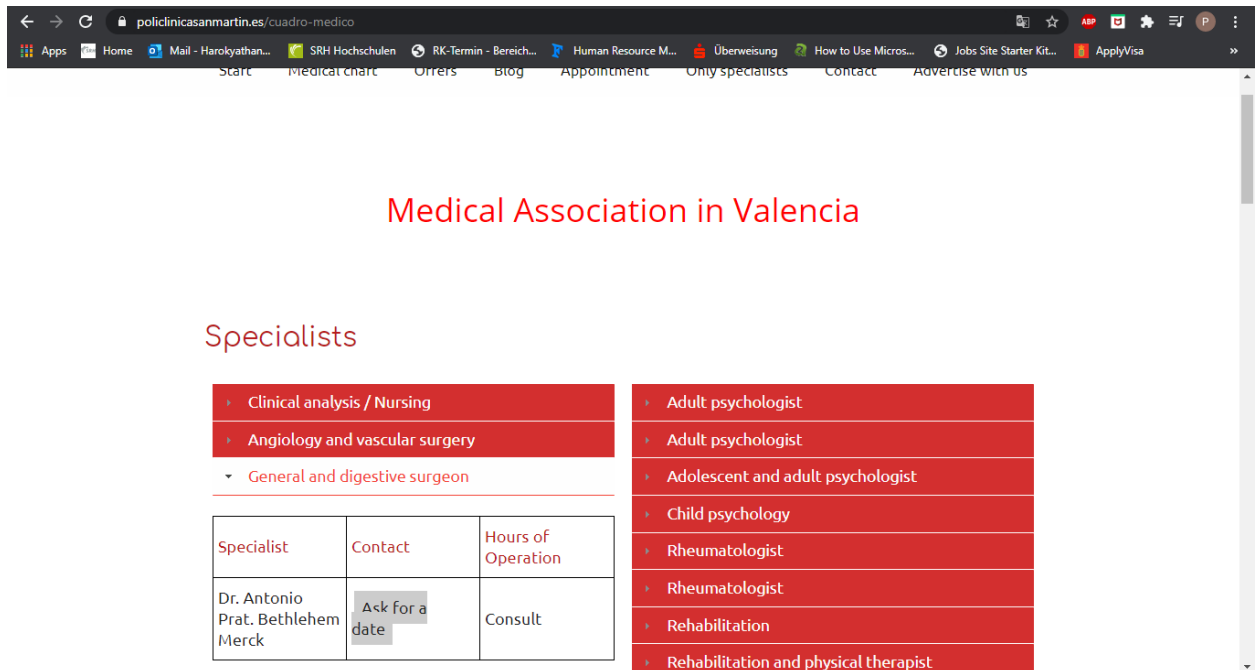 policlinicasanmartin.es/cuadro-medico
ABP
P
Apps Home Mail - Harokyathan... SRH Hochschulen RK-Termin - Bereich... Human Resource M... Überweisung How to Use Micros... Jobs Site Starter Kit... ApplyVisa »
Start Medical chart Offers Blog Appointment Only specialists Contact Advertise with us
Medical Association in Valencia
Specialists
Clinical analysis / Nursing
Angiology and vascular surgery
General and digestive surgeon
Specialist Contact Hours of
Operation
Dr. Antonio
Prat. Bethlehem
Merck
Ask for a
date
Consult
Adult psychologist
Adult psychologist
Adolescent and adult psychologist
Child psychology
Rheumatologist
Rheumatologist
Rehabilitation
Rehabilitation and physical therapist